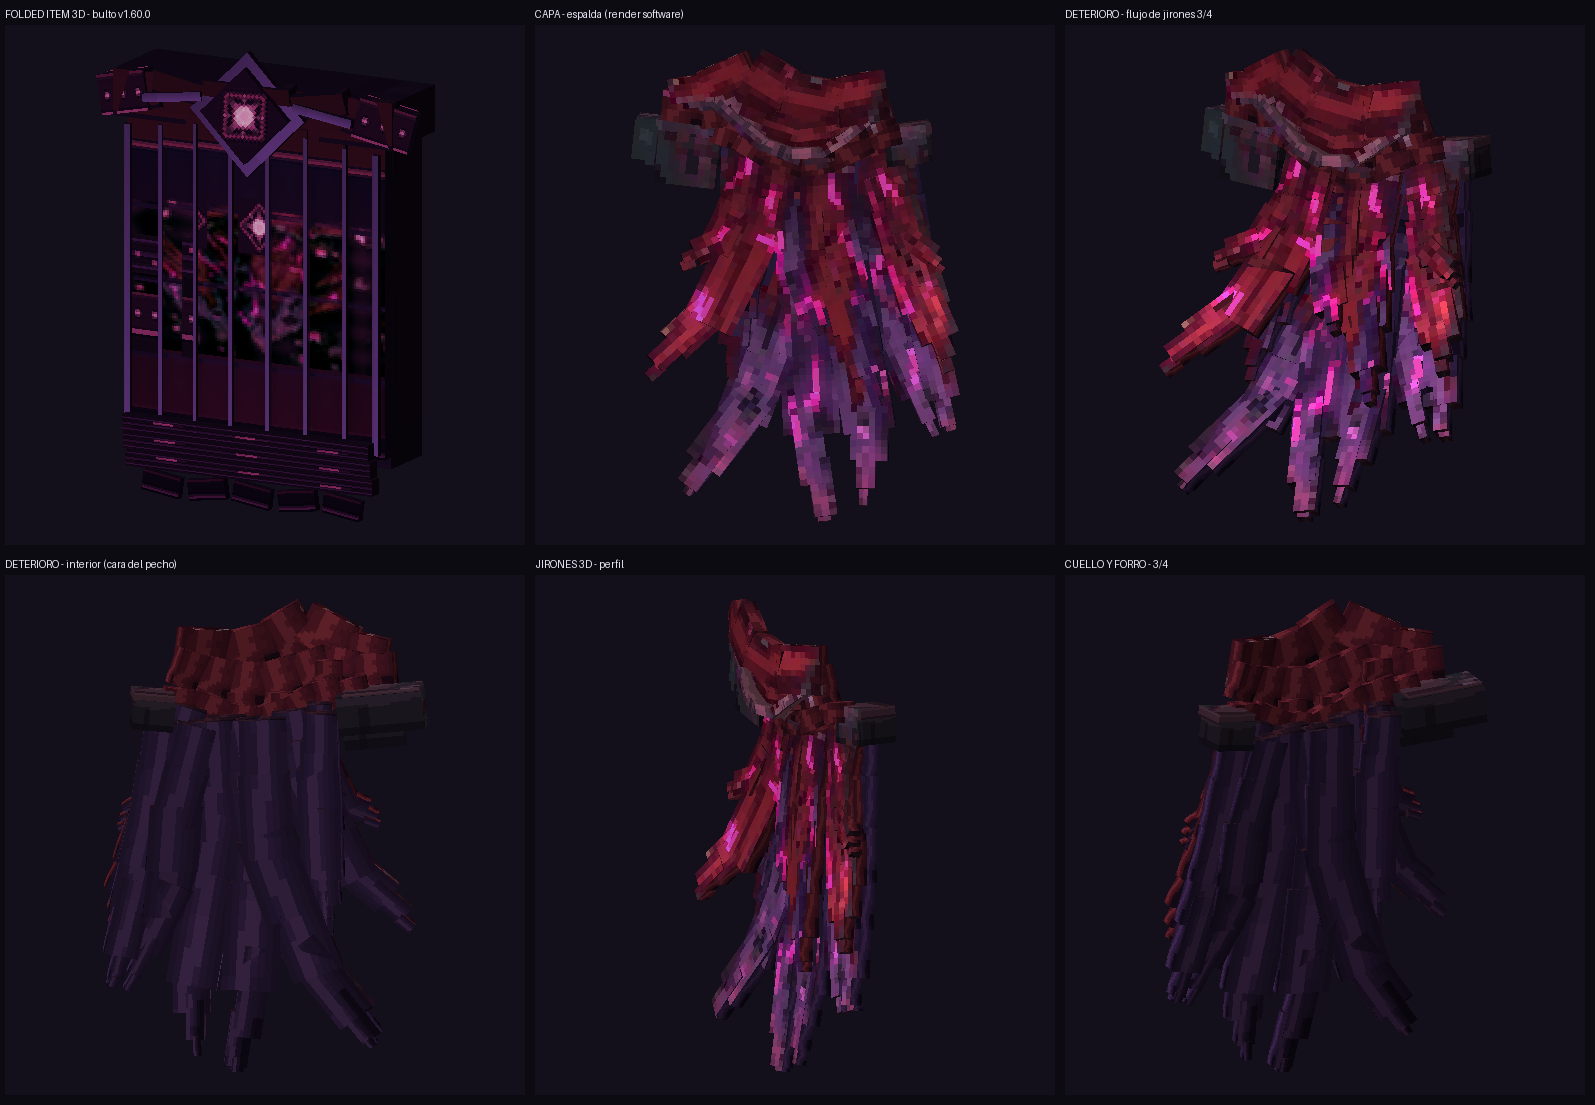 FOLDED ITEM 3D - bulto v1.60.0
CAPA - espalda (render software)
DETERIORO - flujo de jirones 3/4
DETERIORO - interior (cara del pecho)
JIRONES 3D - perfil
CUELLO Y FORRO - 3/4